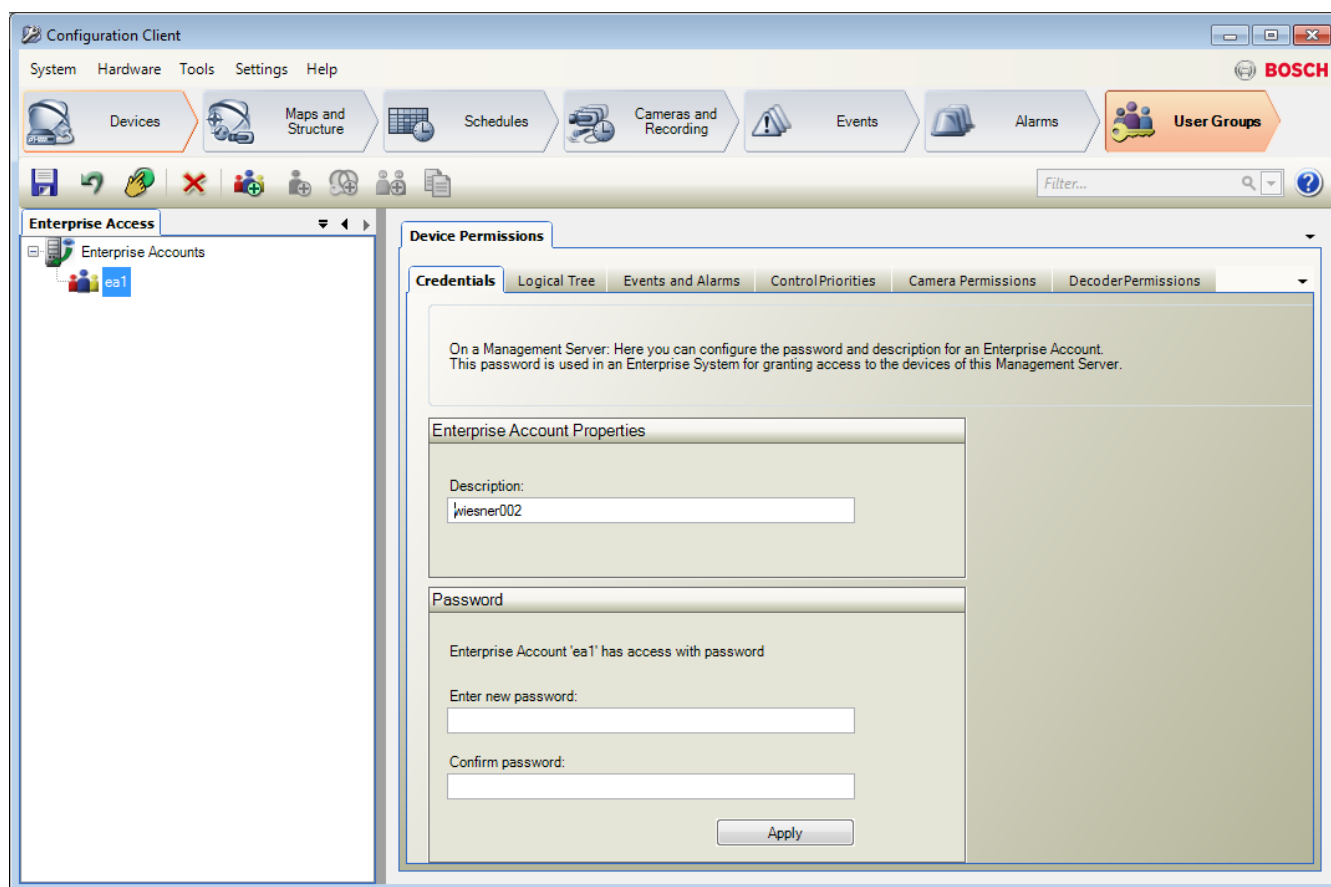 Configuration Client
System Hardware Tools Settings Help
BOSCH
Devices
Maps and
Structure
Schedules
Cameras and
Recording
Events
Alarms
User Groups
Filter...
Enterprise Access
Enterprise Accounts
ea1
Device Permissions
Credentials Logical Tree Events and Alarms ControlPriorities Camera Permissions DecoderPermissions
On a Management Server: Here you can configure the password and description for an Enterprise Account.
This password is used in an Enterprise System for granting access to the devices of this Management Server.
Enterprise Account Properties
Description:
wiesner002
Password
Enterprise Account 'ea1' has access with password
Enter new password:
Confirm password:
Apply